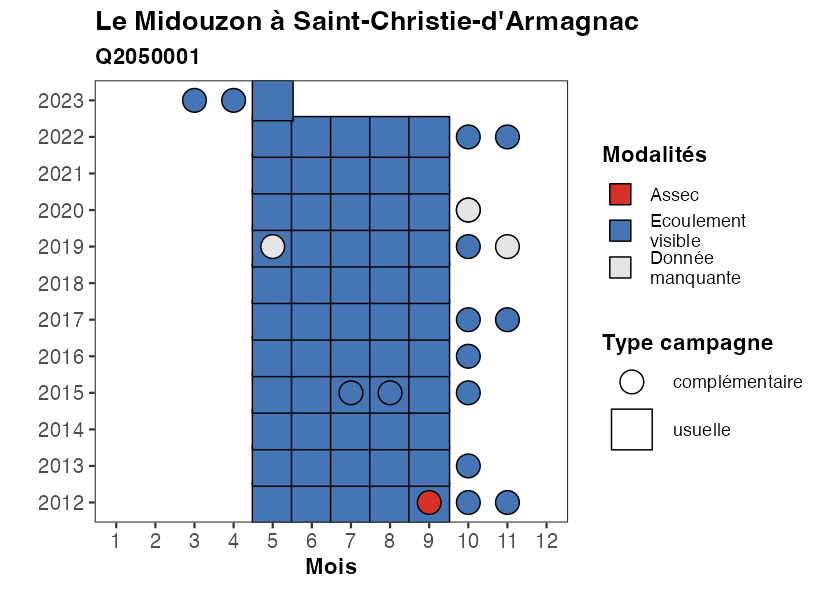 Le Midouzon à Saint-Christie-d'Armagnac
Q2050001
2023
2022
2021
2020
2019
2018
2017
2016
2015
2014
2013
2012
1 2 3 4 5 6 7 8 9 10 11 12
Mois
Modalités
Assec
Ecoulement
visible
Donnée
manquante
Type campagne
complémentaire
usuelle